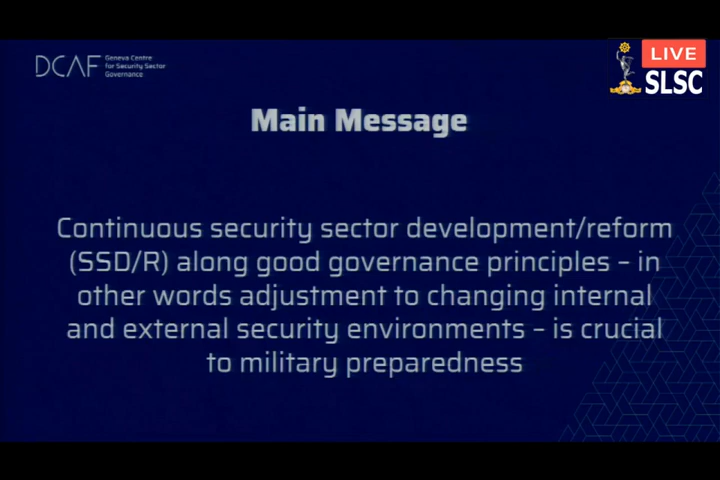 DCAF
Geneva Centre
for Security Sector
Governance
LIVE
SLSC
Main Message
Continuous security sector development/reform
(SSD/R) along good governance principles – in
other words adjustment to changing internal
and external security environments – is crucial
to military preparedness